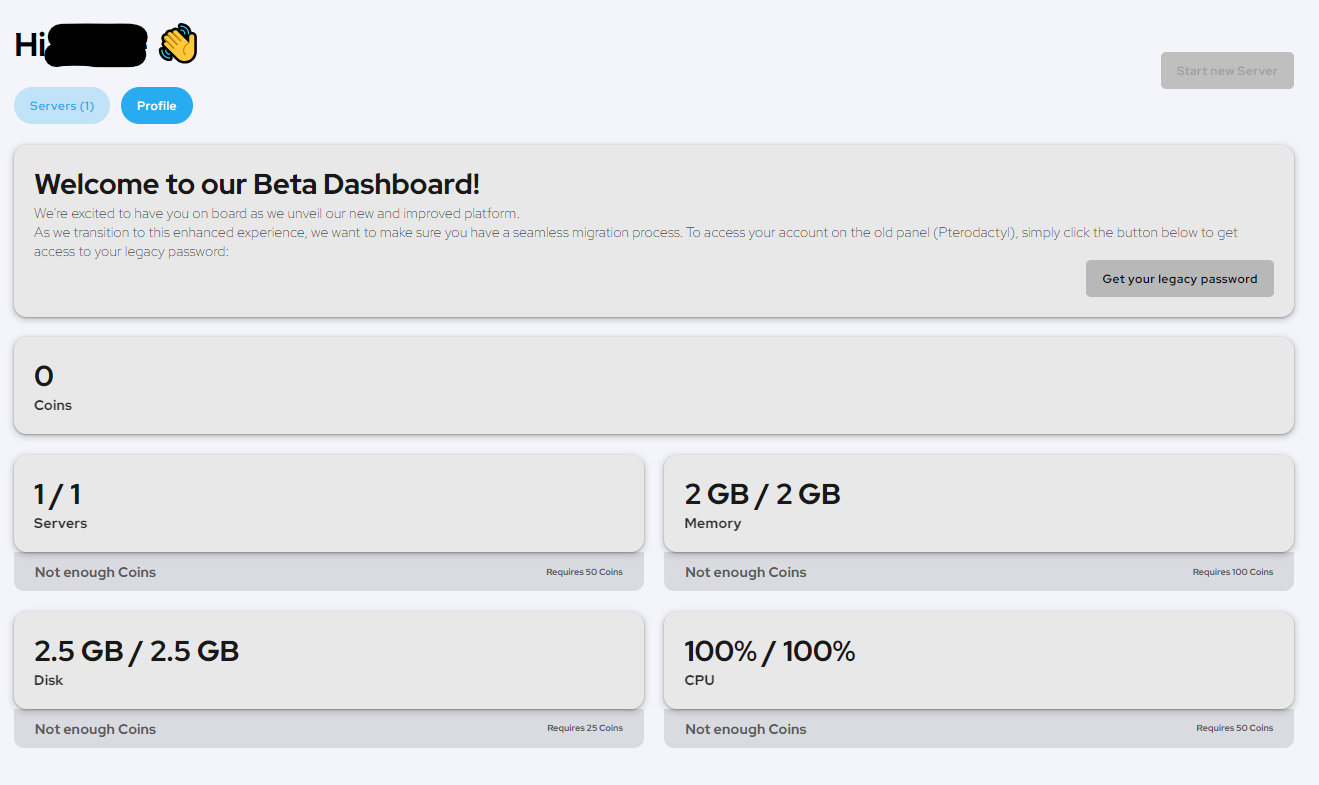 Hi
Start new Server
Servers (1)
Profile
Welcome to our Beta Dashboard!
We're excited to have you on board as we unveil our new and improved platform.
As we transition to this enhanced experience, we want to make sure you have a seamless migration process. To access your account on the old panel (Pterodactyl), simply click the button below to get
access to your legacy password:
Get your legacy password
0
Coins
1 / 1
Servers
Not enough Coins
Requires 50 Coins
2 GB / 2 GB
Memory
Not enough Coins
Requires 100 Coins
2.5 GB / 2.5 GB
Disk
Not enough Coins
Requires 25 Coins
100% / 100%
CPU
Not enough Coins
Requires 50 Coins